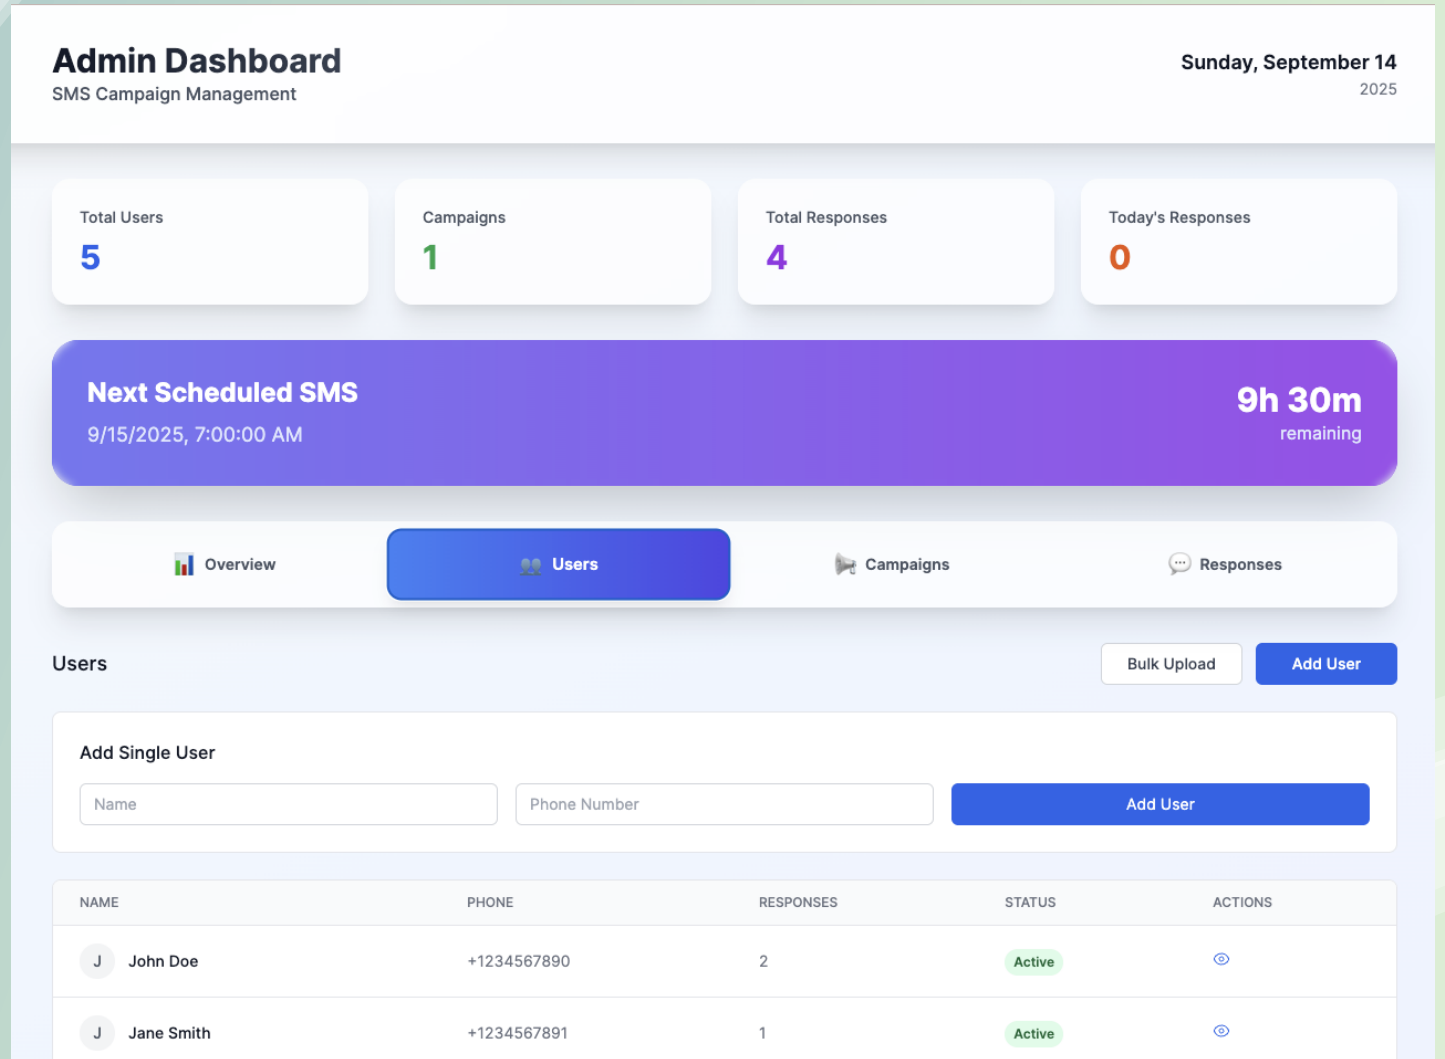 Admin Dashboard
SMS Campaign Management
Sunday, September 14
2025
Total Users
5
Campaigns
1
Total Responses
4
Today's Responses
0
Next Scheduled SMS
9/15/2025, 7:00:00 AM
9h 30m
remaining
Overview
Users
Campaigns
Responses
Users
Bulk Upload
Add User
Add Single User
Name
Phone Number
Add User
NAME PHONE RESPONSES STATUS ACTIONS
J John Doe +1234567890 2 Active
J Jane Smith +1234567891 1 Active